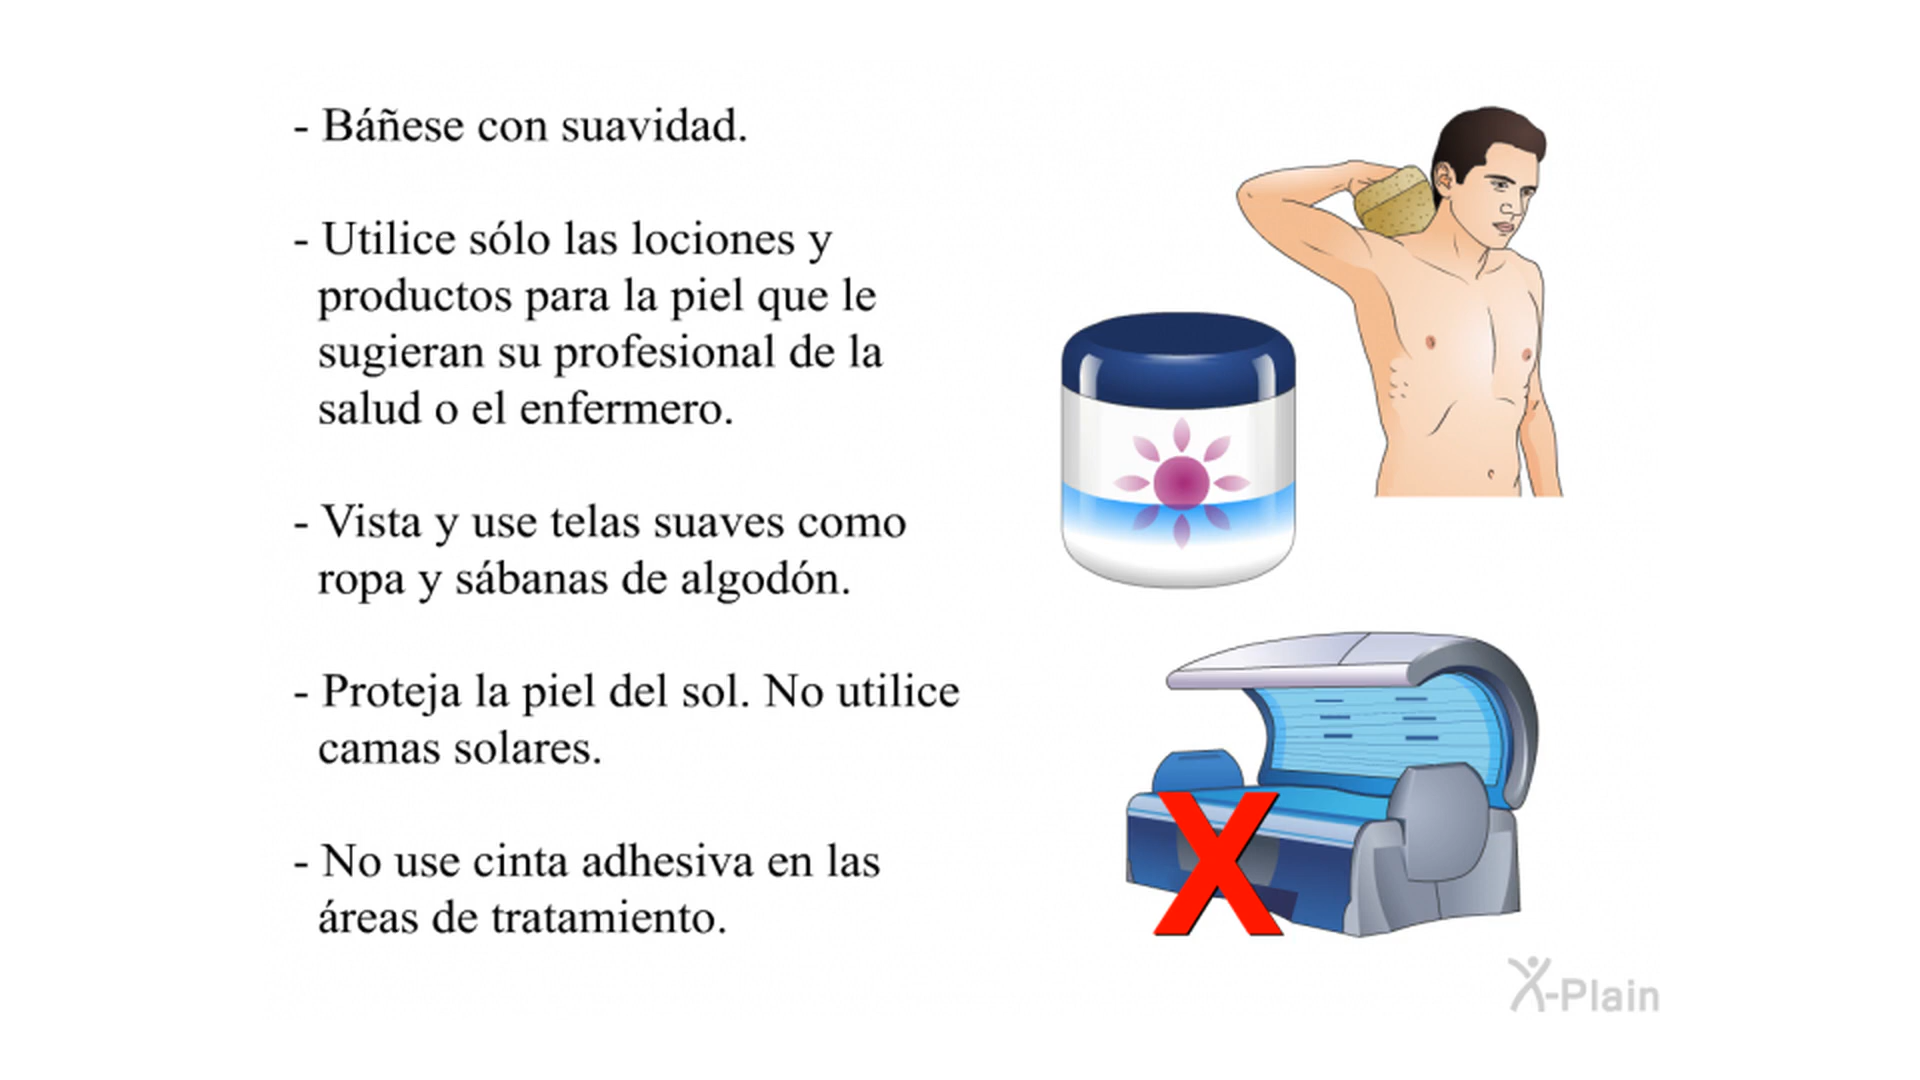 - Báñese con suavidad.
- Utilice sólo las lociones y
productos para la piel que le
sugieran su profesional de la
salud o el enfermero.
- Vista y use telas suaves como
ropa y sábanas de algodón.
- Proteja la piel del sol. No utilice
camas solares.
- No use cinta adhesiva en las
áreas de tratamiento.
X
X-Plain